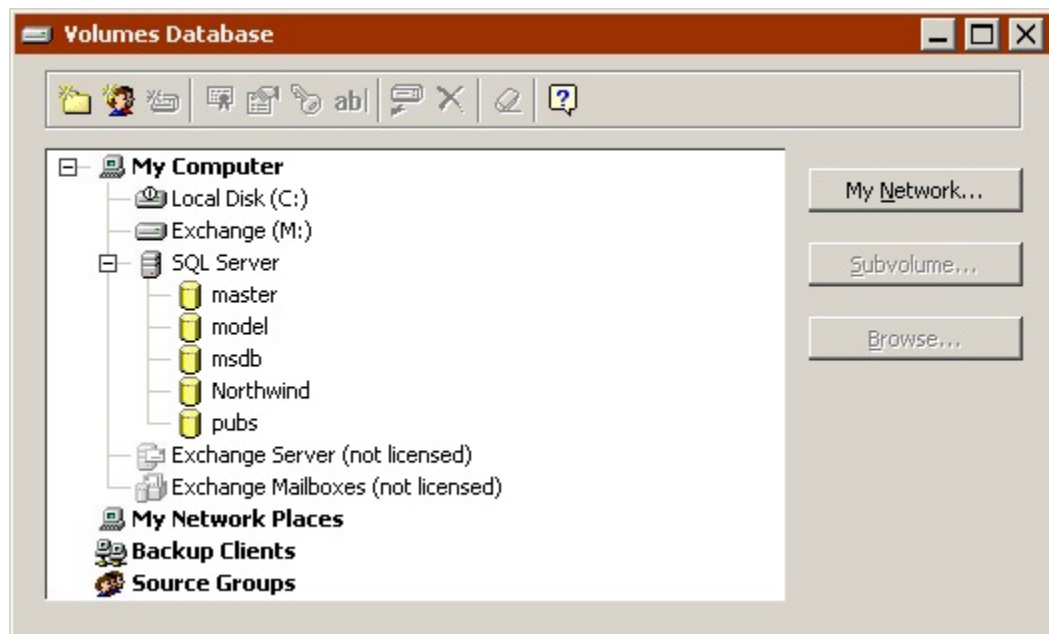 Volumes Database
ab|
My Computer
My Network...
Local Disk (C:)
Exchange (M:)
SQL Server
Subvolume...
master
model
msdb
Browse...
Northwind
pubs
Exchange Server (not licensed)
Exchange Mailboxes (not licensed)
My Network Places
Backup Clients
Source Groups